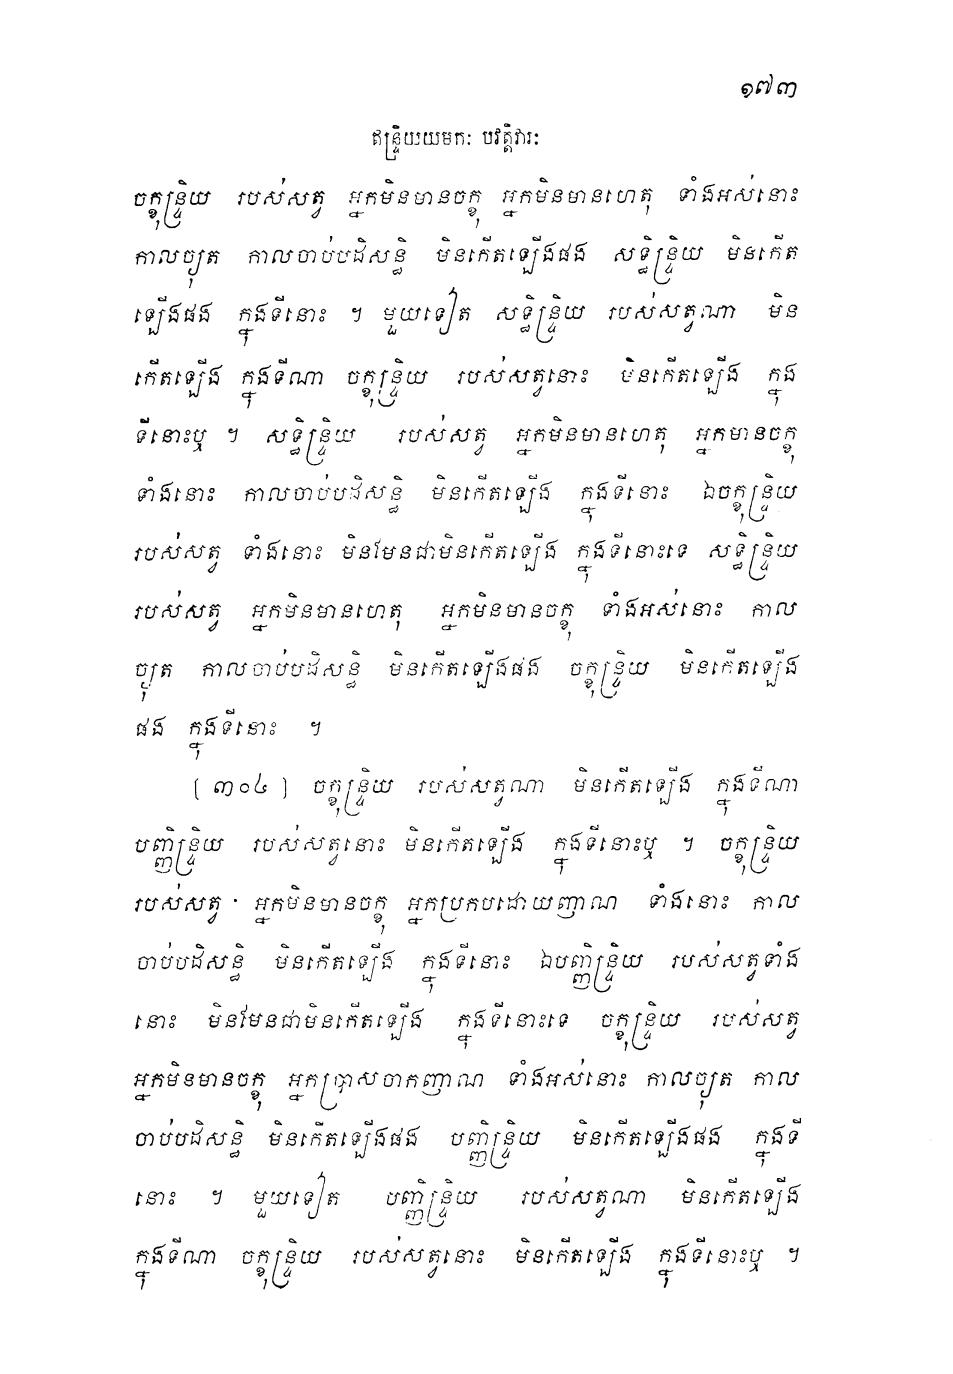 ១៧៣
ឥន្ទ្រិយយមកៈ បវត្តិវារៈ
ចក្ខុន្ទ្រិយ របស់សត្វ អ្នកមិនមានចក្ខុ អ្នកមិនមានហេតុ ទាំងអស់នោះ
កាលច្យុត កាលចាប់បដិសន្ធិ មិនកើតឡើងផង សទ្ធិន្ទ្រិយ មិនកើត
ឡើងផង ក្នុងទីនោះ ។ មួយទៀត សទ្ធិន្ទ្រិយ របស់សត្វណា មិន
កើតឡើង ក្នុងទីណា ចក្ខុន្ទ្រិយ របស់សត្វនោះ មិនកើតឡើង ក្នុង
ទីនោះឬ ។ សទ្ធិន្ទ្រិយ របស់សត្វ អ្នកមិនមានហេតុ អ្នកមានចក្ខុ
ទាំងនោះ កាលចាប់បដិសន្ធិ មិនកើតឡើង ក្នុងទីនោះ ឯចក្ខុន្ទ្រិយ
របស់សត្វ ទាំងនោះ មិនមែនជាមិនកើតឡើង ក្នុងទីនោះទេ សទ្ធិន្ទ្រិយ
របស់សត្វ អ្នកមិនមានហេតុ អ្នកមិនមានចក្ខុ ទាំងអស់នោះ កាល
ច្យុត កាលចាប់បដិសន្ធិ មិនកើតឡើងផង ចក្ខុន្ទ្រិយ មិនកើតឡើង
ផង ក្នុងទីនោះ ។
[ ៣០៤ ] ចក្ខុន្ទ្រិយ របស់សត្វណា មិនកើតឡើង ក្នុងទីណា
បញ្ញិន្ទ្រិយ របស់សត្វនោះ មិនកើតឡើង ក្នុងទីនោះឬ ។ ចក្ខុន្ទ្រិយ
របស់សត្វ អ្នកមិនមានចក្ខុ អ្នកប្រកបដោយញាណ ទាំងនោះ កាល
ចាប់បដិសន្ធិ មិនកើតឡើង ក្នុងទីនោះ ឯបញ្ញិន្ទ្រិយ របស់សត្វទាំង
នោះ មិនមែនជាមិនកើតឡើង ក្នុងទីនោះទេ ចក្ខុន្ទ្រិយ របស់សត្វ
អ្នកមិនមានចក្ខុ អ្នកប្រាសចាកញាណ ទាំងអស់នោះ កាលច្យុត កាល
ចាប់បដិសន្ធិ មិនកើតឡើងផង បញ្ញិន្ទ្រិយ មិនកើតឡើងផង ក្នុងទី
នោះ ។ មួយទៀត បញ្ញិន្ទ្រិយ របស់សត្វណា មិនកើតឡើង
ក្នុងទីណា ចក្ខុន្ទ្រិយ របស់សត្វនោះ មិនកើតឡើង ក្នុងទីនោះឬ ។